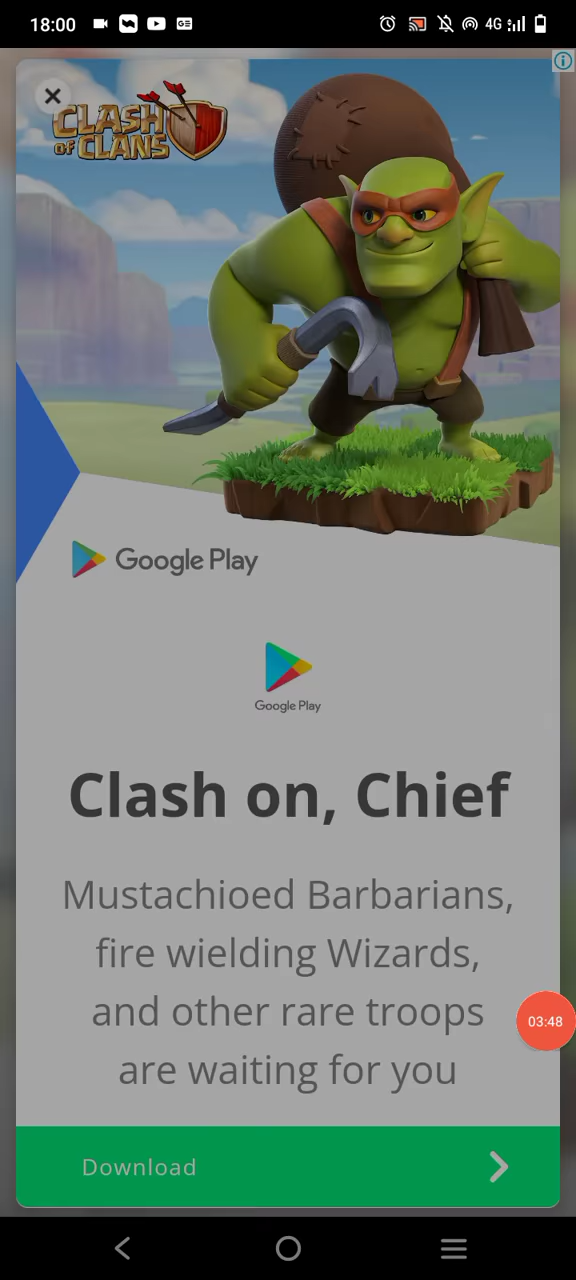 18:00
4G
CLASH
OF CLANS
Google Play
Google Play
Clash on, Chief
Mustachioed Barbarians,
fire wielding Wizards,
and other rare troops
are waiting for you
03:48
Download